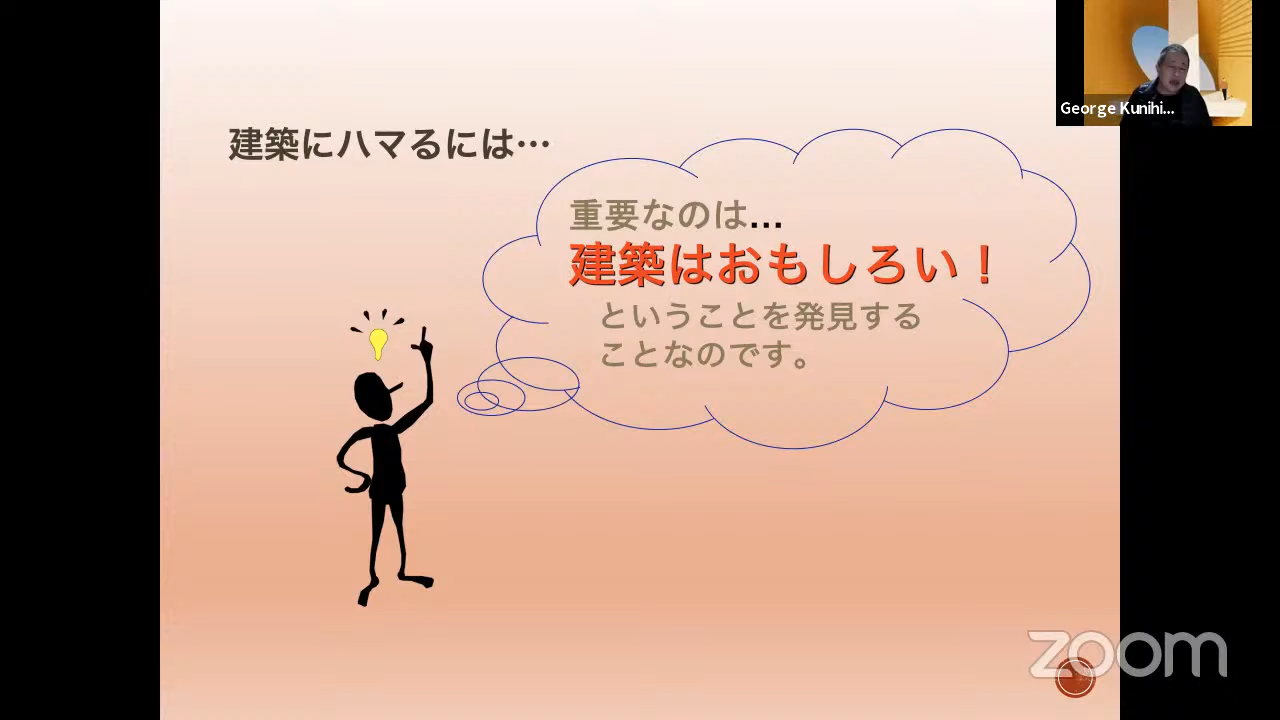 George Kunihi...
建築にハマるには…
重要なのは...
建築はおもしろい！
ということを発見する
ことなのです。
zoom